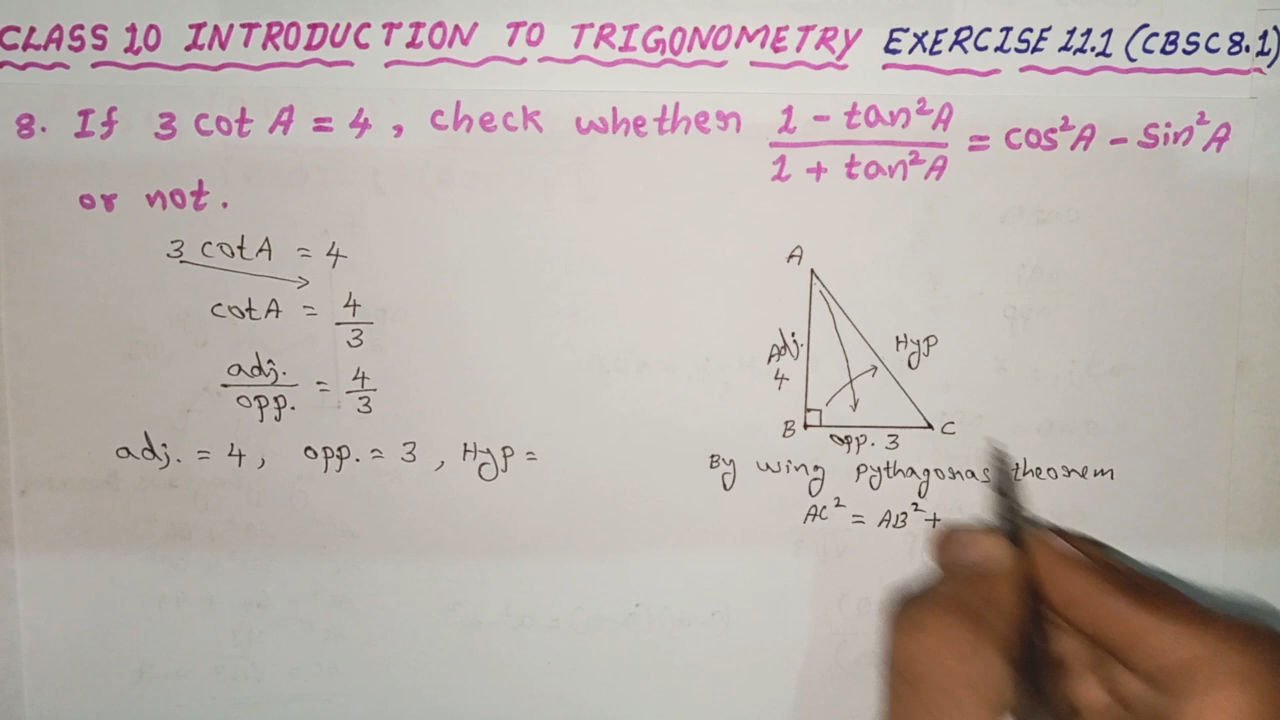 CLASS 10 INTRODUCTION TO TRIGONOMETRY EXERCISE 11.1 (CBSC 8.1)
8. If 3 cot A = 4, check whether (1 - tan²A)/(1 + tan²A) = cos²A - Sin²A
or not.
3 cotA = 4
cotA = 4/3
adj./opp. = 4/3
adj. = 4, opp. = 3, Hyp =
A
Adj.
4
Hyp
B
opp. 3
C
By using pythagoras theorem
AC² = AB² +